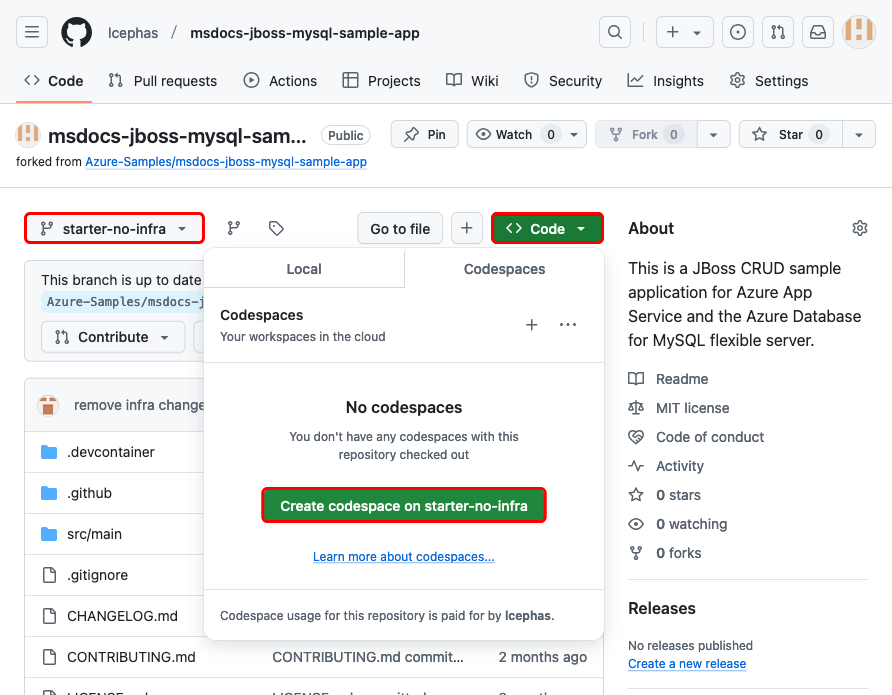 Icephas / msdocs-jboss-mysql-sample-app
Code Pull requests Actions Projects Wiki Security Insights Settings
msdocs-jboss-mysql-sam... Public Pin Watch 0 Fork 0 Star 0
forked from Azure-Samples/msdocs-jboss-mysql-sample-app
starter-no-infra Go to file Code
This branch is up to date
Azure-Samples/msdocs-j
Contribute
remove infra change
.devcontainer
.github
src/main
.gitignore
CHANGELOG.md
CONTRIBUTING.md CONTRIBUTING.md commit... 2 months ago
Local Codespaces
Codespaces
Your workspaces in the cloud
No codespaces
You don't have any codespaces with this
repository checked out
Create codespace on starter-no-infra
Learn more about codespaces...
Codespace usage for this repository is paid for by Icephas.
About
This is a JBoss CRUD sample
application for Azure App
Service and the Azure Database
for MySQL flexible server.
Readme
MIT license
Code of conduct
Activity
0 stars
0 watching
0 forks
Releases
No releases published
Create a new release